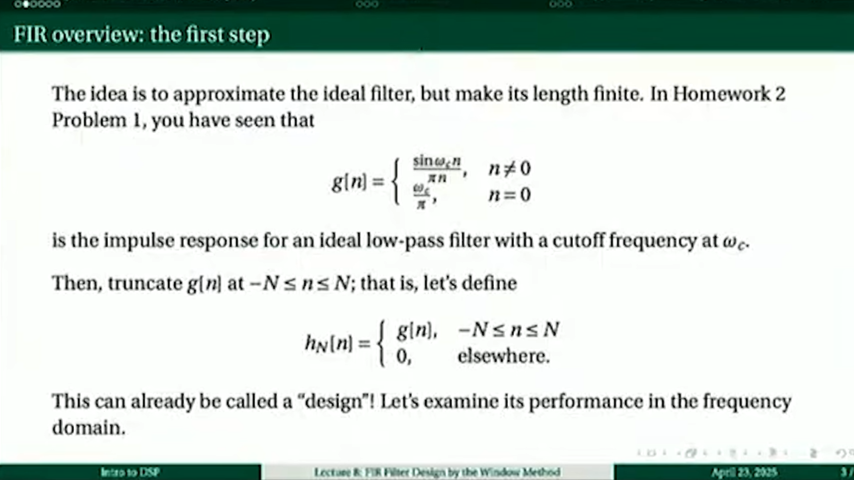 FIR overview: the first step
The idea is to approximate the ideal filter, but make its length finite. In Homework 2
Problem 1, you have seen that
g[n] = { sin ω_c n / πn, n ≠ 0
ω_c / π, n = 0
is the impulse response for an ideal low-pass filter with a cutoff frequency at ω_c.
Then, truncate g[n] at −N ≤ n ≤ N; that is, let's define
h_N[n] = { g[n], −N ≤ n ≤ N
0, elsewhere.
This can already be called a “design”! Let's examine its performance in the frequency
domain.
Intro to DSP Lecture 8: FIR Filter Design by the Window Method April 23, 2025 3 /